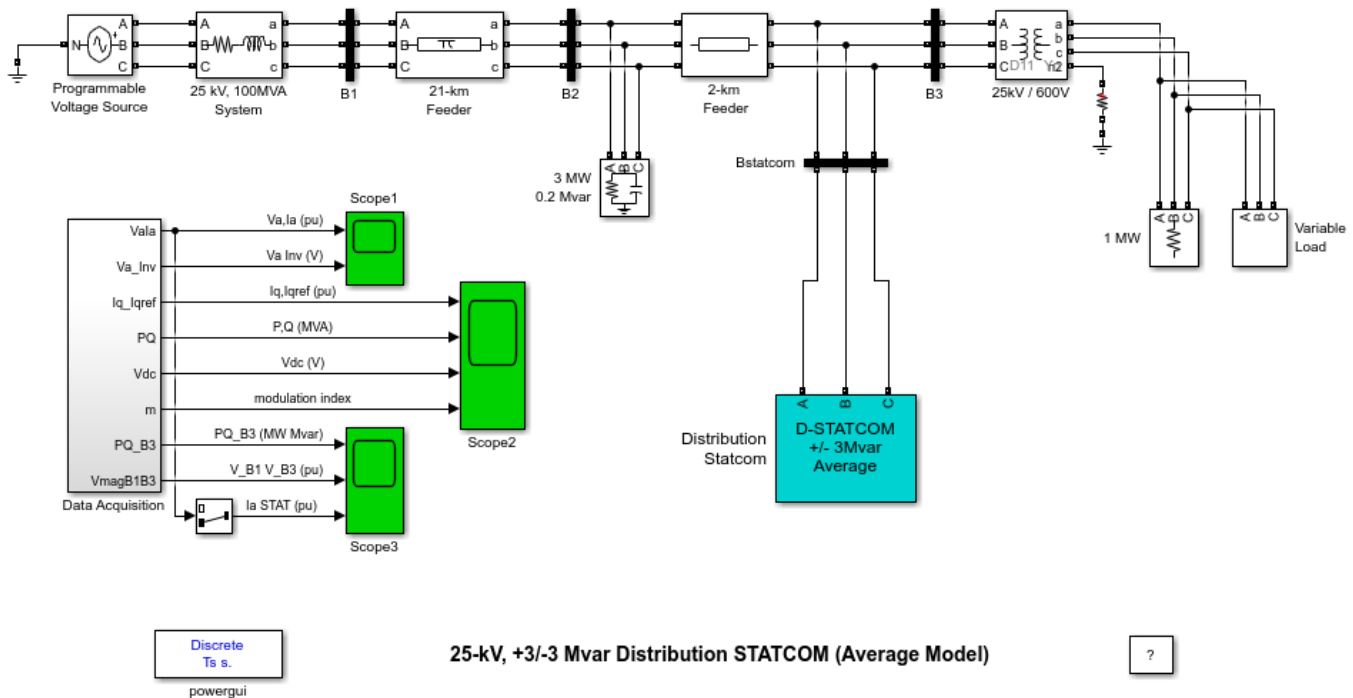 N
A
B
C
Programmable
Voltage Source
A
B
C
a
b
c
25 kV, 100MVA
System
B1
A
B
C
a
b
c
21-km
Feeder
B2
2-km
Feeder
B3
A
B
C
a
b
c
n2
D11
25kV / 600V
A
B
C
3 MW
0.2 Mvar
Bstatcom
A
B
C
1 MW
A
B
C
Variable
Load
VaIa
Va_Inv
Iq_Iqref
PQ
Vdc
m
PQ_B3
VmagB1B3
Data Acquisition
Va,Ia (pu)
Va Inv (V)
Iq,Iqref (pu)
P,Q (MVA)
Vdc (V)
modulation index
PQ_B3 (MW Mvar)
V_B1 V_B3 (pu)
Ia STAT (pu)
Scope1
Scope2
Scope3
Distribution
Statcom
A
B
C
D-STATCOM
+/- 3Mvar
Average
Discrete
Ts s.
powergui
25-kV, +3/-3 Mvar Distribution STATCOM (Average Model)
?